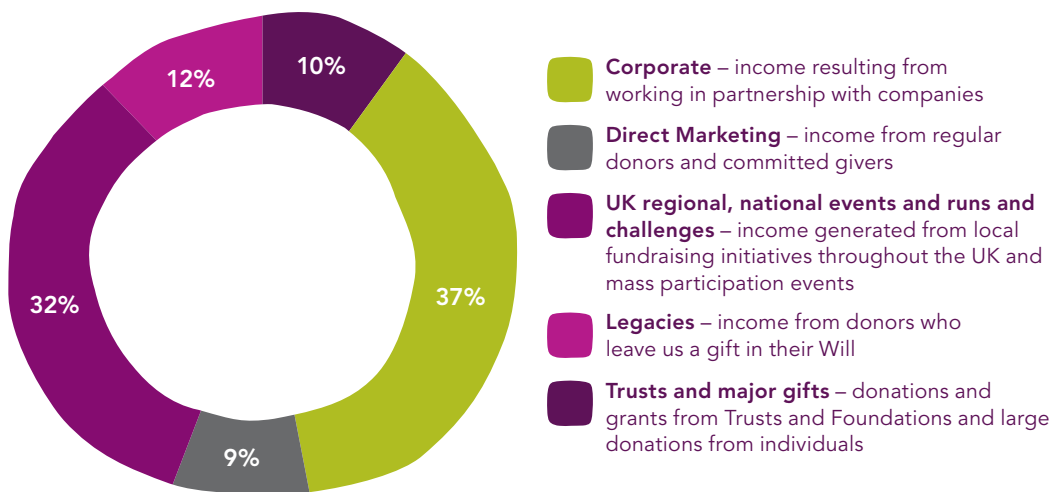 10%
12%
37%
32%
9%
Corporate – income resulting from
working in partnership with companies
Direct Marketing – income from regular
donors and committed givers
UK regional, national events and runs and
challenges – income generated from local
fundraising initiatives throughout the UK and
mass participation events
Legacies – income from donors who
leave us a gift in their Will
Trusts and major gifts – donations and
grants from Trusts and Foundations and large
donations from individuals